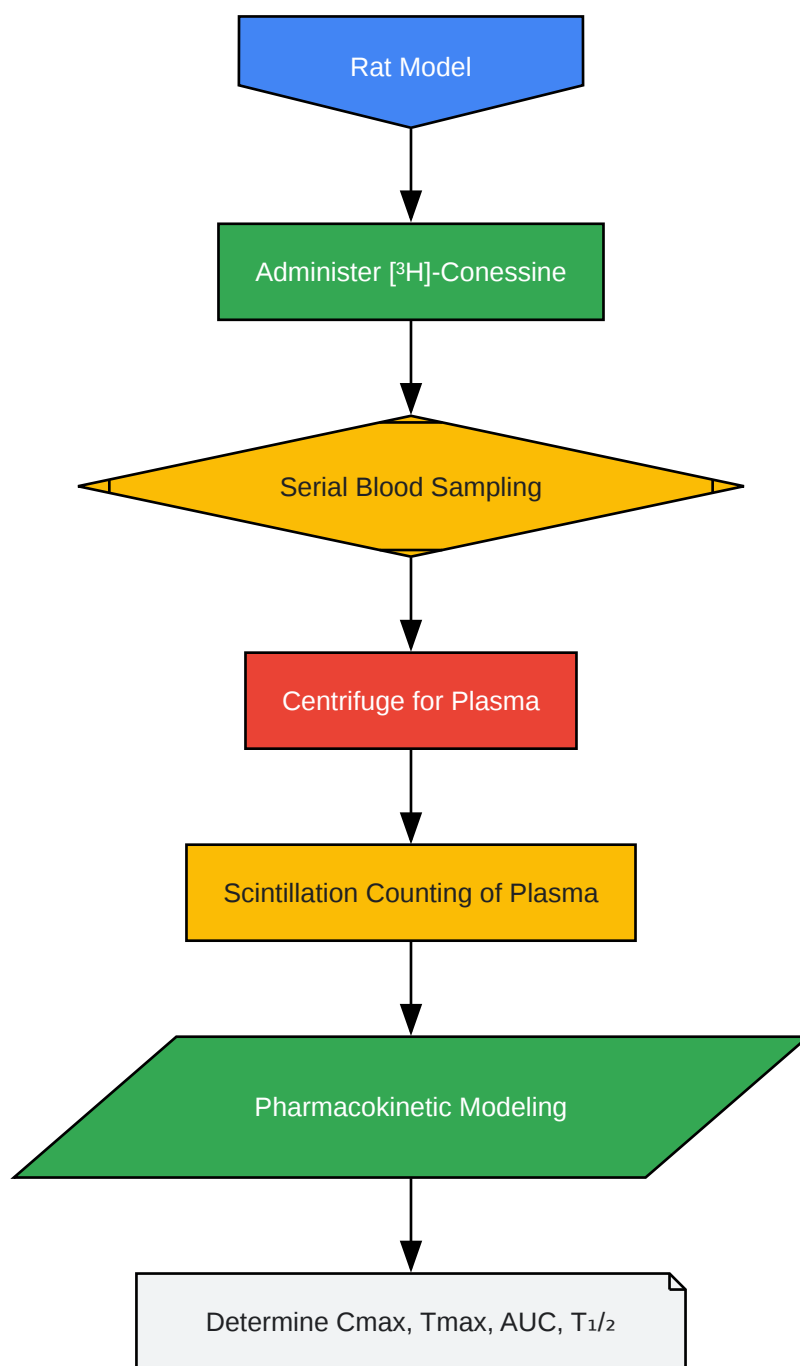 Rat Model
Administer [³H]-Conessine
Serial Blood Sampling
Centrifuge for Plasma
Scintillation Counting of Plasma
Pharmacokinetic Modeling
Determine Cmax, Tmax, AUC, T₁/₂